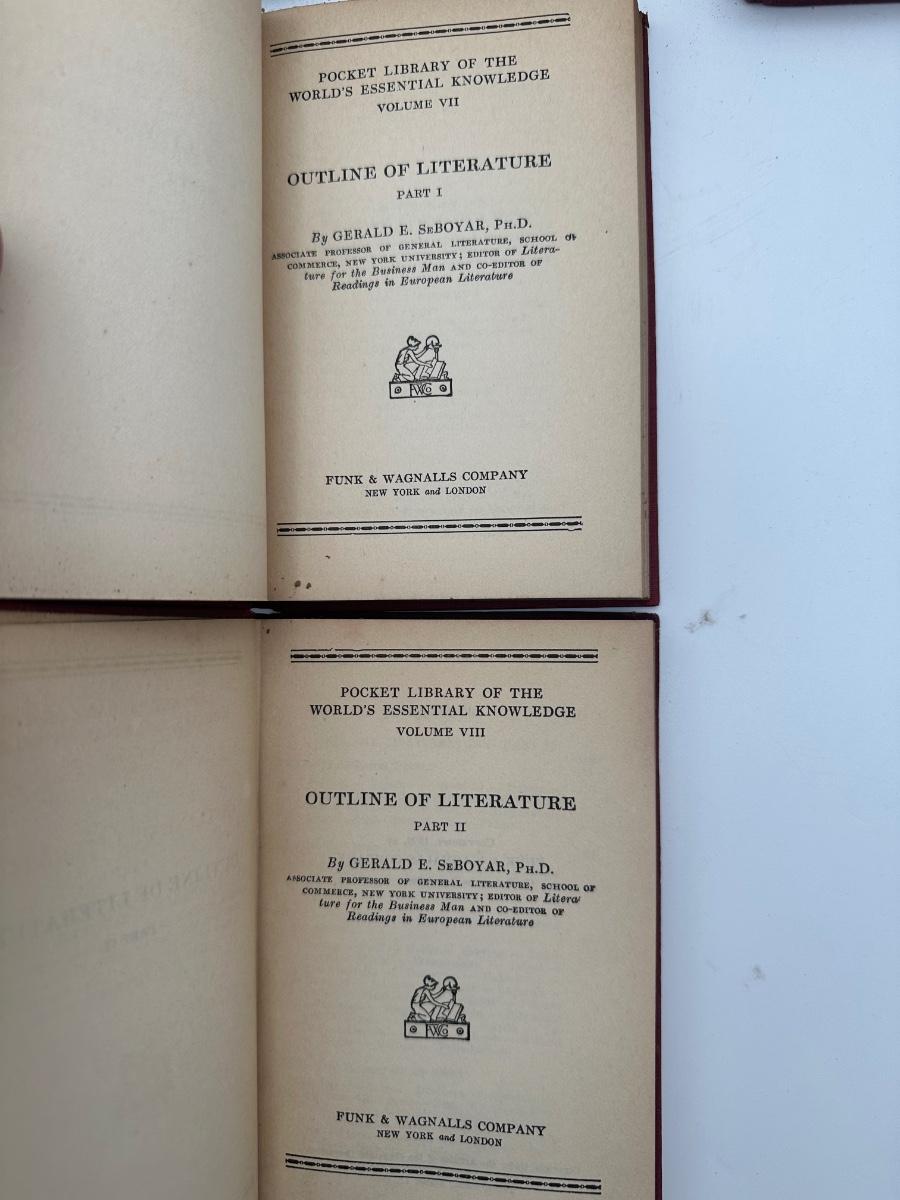 POCKET LIBRARY OF THE
WORLD'S ESSENTIAL KNOWLEDGE
VOLUME VII
OUTLINE OF LITERATURE
PART I
By GERALD E. SEBOYAR, PH.D.
ASSOCIATE PROFESSOR OF GENERAL LITERATURE, SCHOOL OF
COMMERCE, NEW YORK UNIVERSITY; EDITOR OF Litera-
ture for the Business Man AND CO-EDITOR OF
Readings in European Literature
FWCo
FUNK & WAGNALLS COMPANY
NEW YORK and LONDON
POCKET LIBRARY OF THE
WORLD'S ESSENTIAL KNOWLEDGE
VOLUME VIII
OUTLINE OF LITERATURE
PART II
By GERALD E. SEBOYAR, PH.D.
ASSOCIATE PROFESSOR OF GENERAL LITERATURE, SCHOOL OF
COMMERCE, NEW YORK UNIVERSITY; EDITOR OF Litera-
ture for the Business Man AND CO-EDITOR OF
Readings in European Literature
FWCo
FUNK & WAGNALLS COMPANY
NEW YORK and LONDON